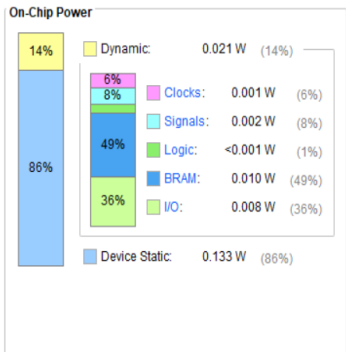 On-Chip Power
14%
86%
Dynamic: 0.021 W (14%)
6%
8%
49%
36%
Clocks: 0.001 W (6%)
Signals: 0.002 W (8%)
Logic: <0.001 W (1%)
BRAM: 0.010 W (49%)
I/O: 0.008 W (36%)
Device Static: 0.133 W (86%)